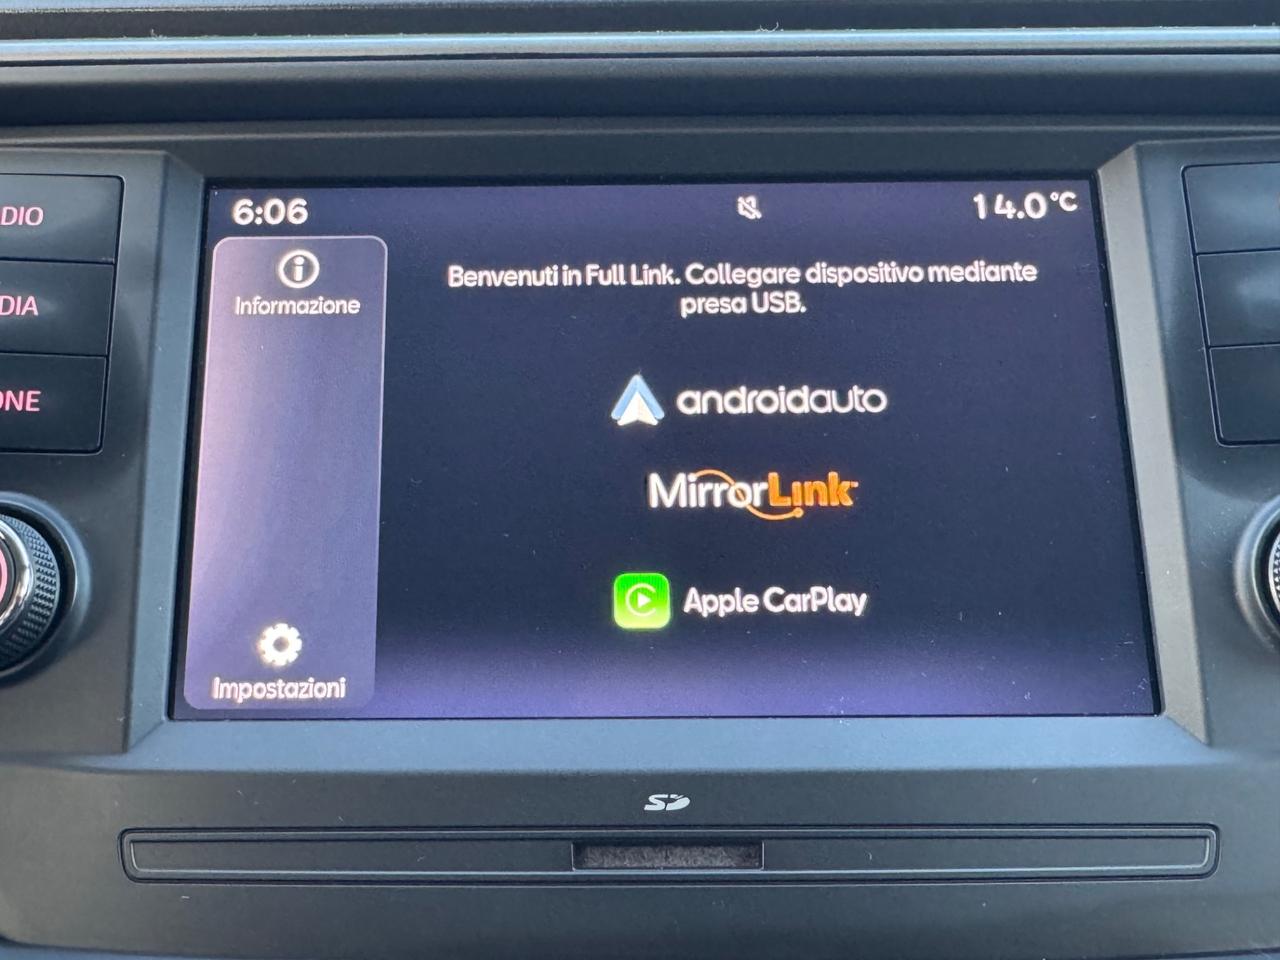 6:06
14.0°C
DIO
DIA
ONE
Informazione
Benvenuti in Full Link. Collegare dispositivo mediante
presa USB.
androidauto
MirrorLink™
Apple CarPlay
Impostazioni
SD